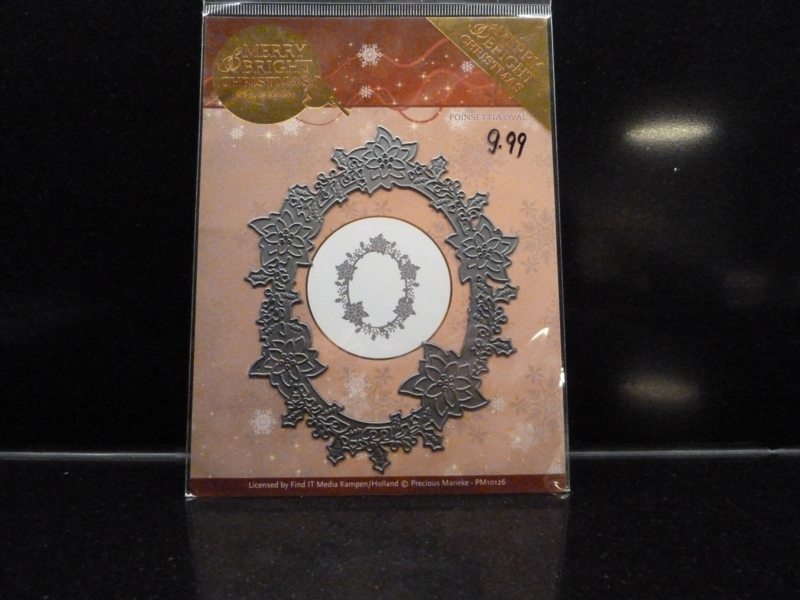 MERRY
& BRIGHT
CHRISTMAS
MERRY
& BRIGHT
CHRISTMAS
POINSETTIA OVAL
9.99
Licensed by Find IT Media Kampen/Holland © Precious Marieke - PM10126